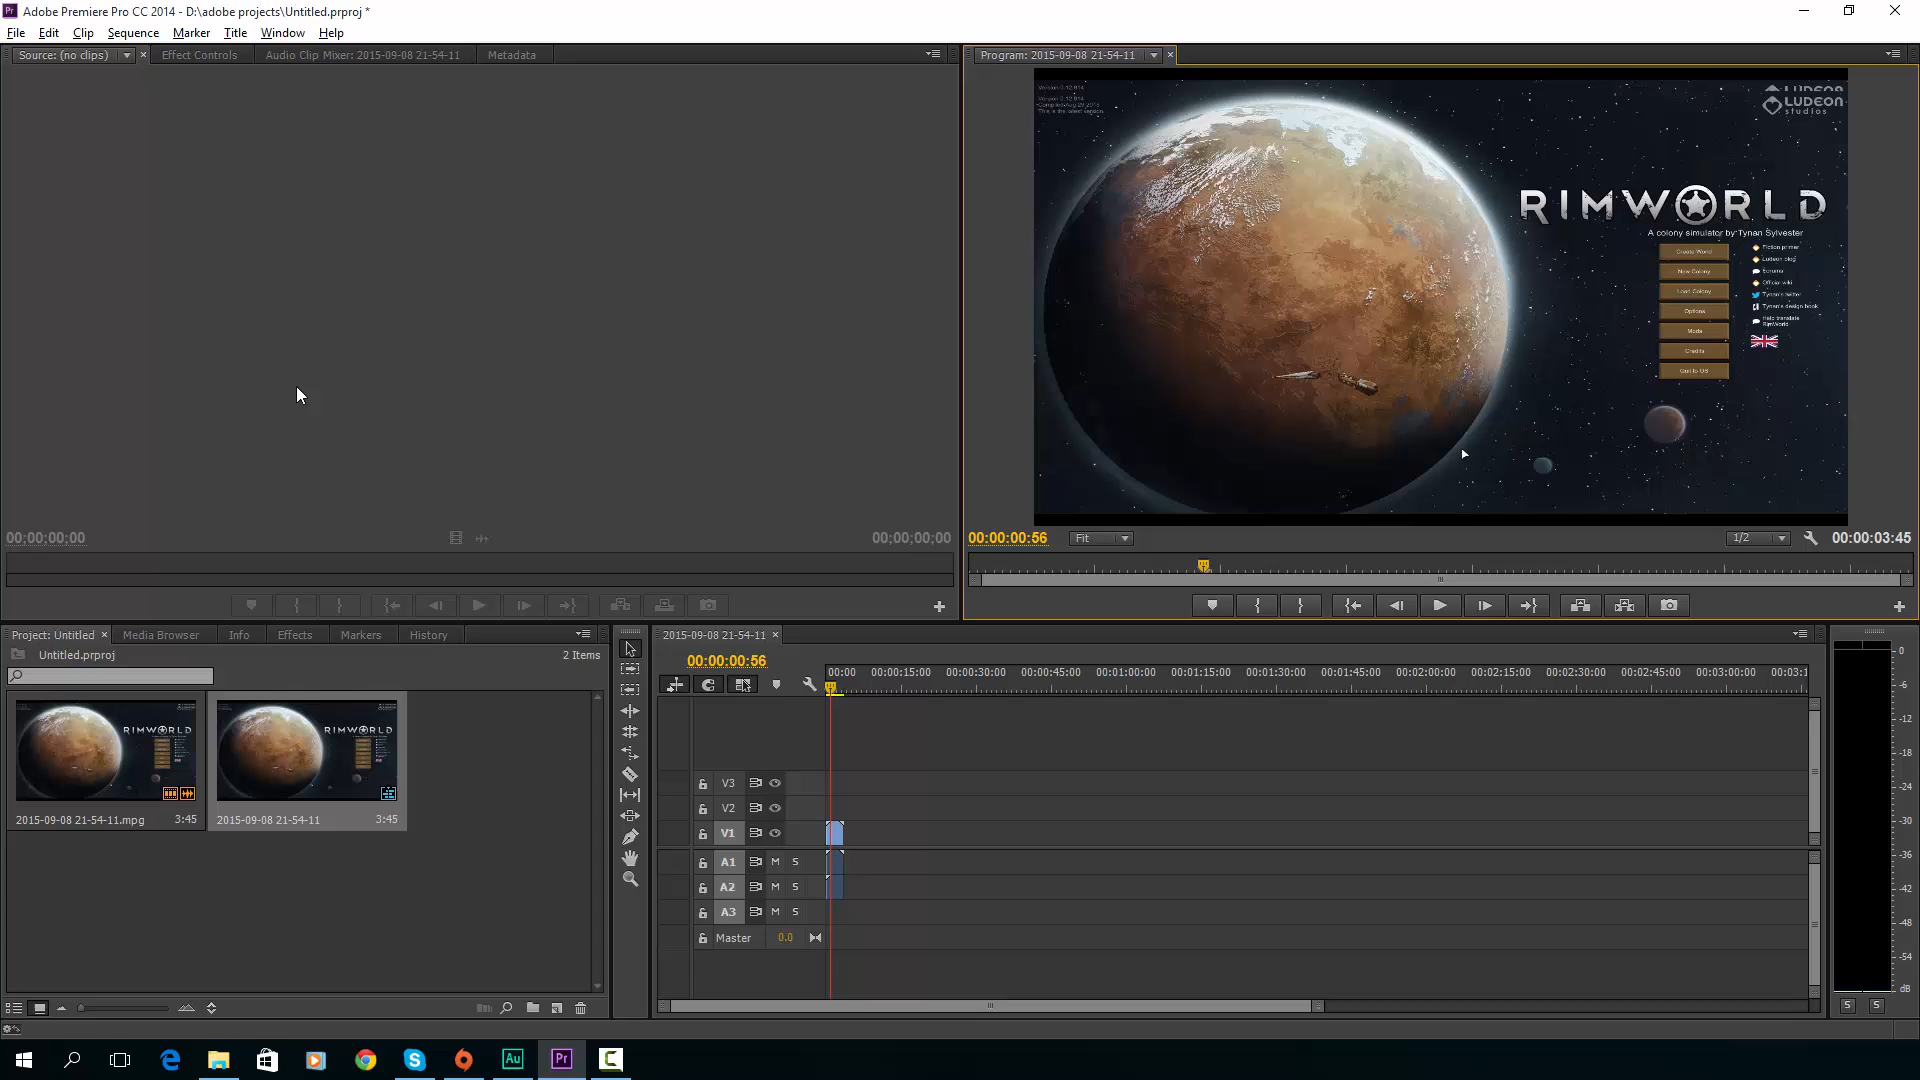 Adobe Premiere Pro CC 2014 - D:\adobe projects\Untitled.prproj *
File Edit Clip Sequence Marker Title Window Help
Source: (no clips) Effect Controls Audio Clip Mixer: 2015-09-08 21-54-11 Metadata
Program: 2015-09-08 21-54-11
LUDEON
studios
RIMWORLD
A colony simulator by Tynan Sylvester
Create World
New Colony
Load Colony
Options
Mods
Credits
Quit to OS
Fiction primer
Ludeon blog
Forums
Official wiki
Tynan's twitter
Tynan's design book
Help translate
RimWorld
00;00;00;00
00;00;00;00
00:00:00:56
Fit
1/2
00:00:03:45
Project: Untitled Media Browser Info Effects Markers History
Untitled.prproj
2 Items
RIMWORLD
RIMWORLD
2015-09-08 21-54-11.mpg 3:45
2015-09-08 21-54-11 3:45
2015-09-08 21-54-11
00:00:00:56
00:00 00:00:15:00 00:00:30:00 00:00:45:00 00:01:00:00 00:01:15:00 00:01:30:00 00:01:45:00 00:02:00:00 00:02:15:00 00:02:30:00 00:02:45:00 00:03:00:00 00:03:1
V3
V2
V1
A1 M S
A2 M S
A3 M S
Master 0.0
0
-6
-12
-18
-24
-30
-36
-42
-48
-54
dB
S S
Au Pr